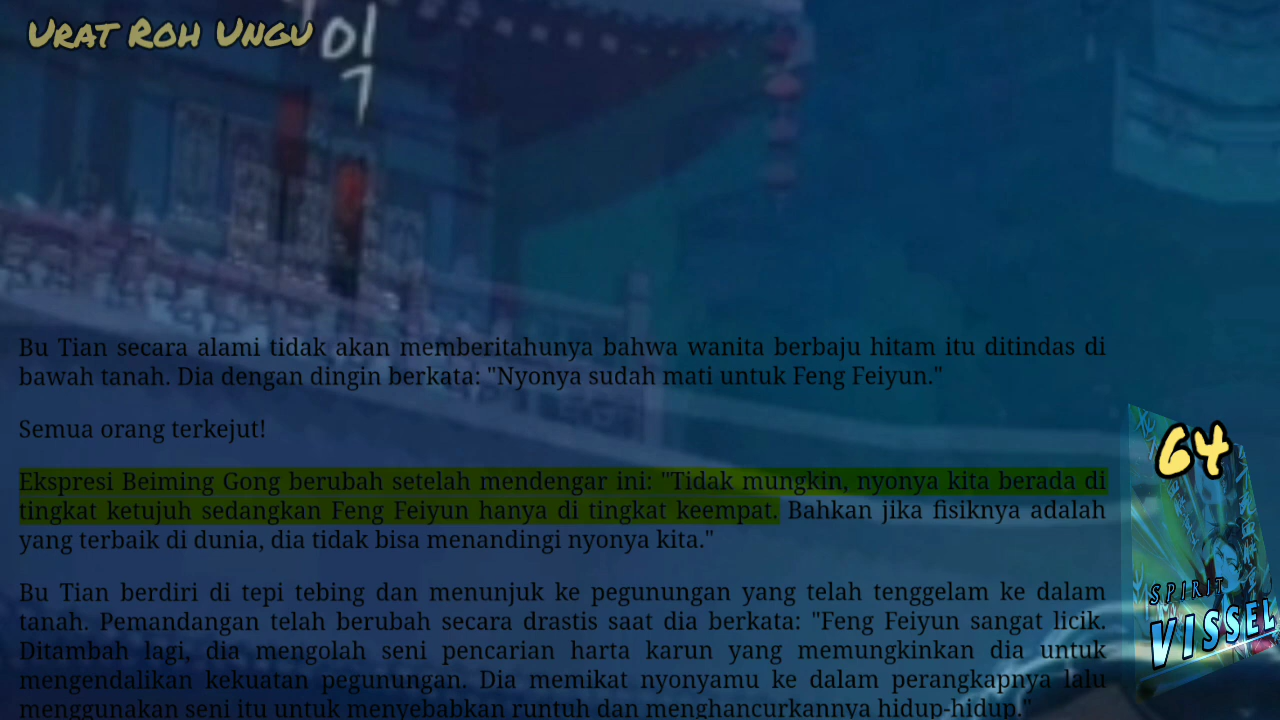 Urat Roh Ungu
Bu Tian secara alami tidak akan memberitahunya bahwa wanita berbaju hitam itu ditindas di
bawah tanah. Dia dengan dingin berkata: "Nyonya sudah mati untuk Feng Feiyun."
Semua orang terkejut!
Ekspresi Beiming Gong berubah setelah mendengar ini: "Tidak mungkin, nyonya kita berada di
tingkat ketujuh sedangkan Feng Feiyun hanya di tingkat keempat. Bahkan jika fisiknya adalah
yang terbaik di dunia, dia tidak bisa menandingi nyonya kita."
Bu Tian berdiri di tepi tebing dan menunjuk ke pegunungan yang telah tenggelam ke dalam
tanah. Pemandangan telah berubah secara drastis saat dia berkata: "Feng Feiyun sangat licik.
Ditambah lagi, dia mengolah seni pencarian harta karun yang memungkinkan dia untuk
mengendalikan kekuatan pegunungan. Dia memikat nyonyamu ke dalam perangkapnya lalu
menggunakan seni itu untuk menyebabkan runtuh dan menghancurkannya hidup-hidup."
64
SPIRIT
VISSEL